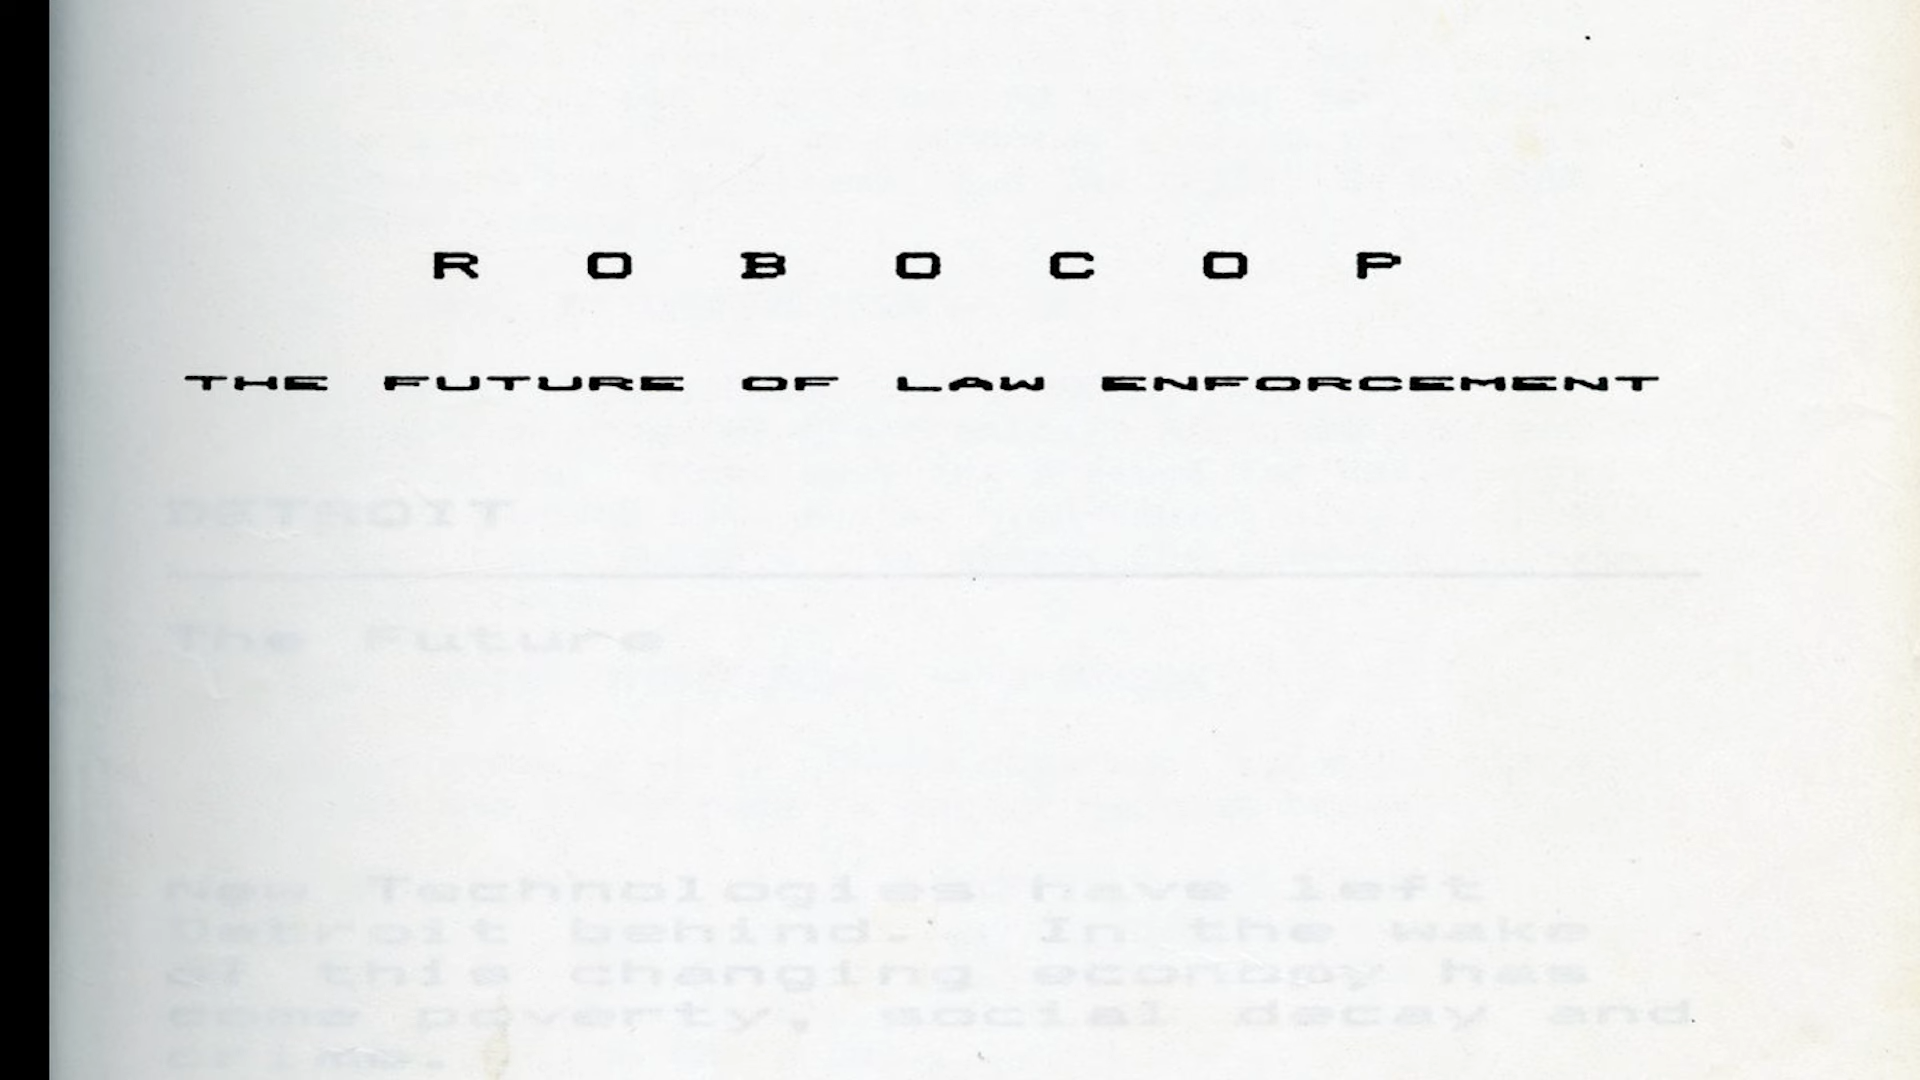 R O B O C O P
THE FUTURE OF LAW ENFORCEMENT
DETROIT
The Future
New Technologies have left
Detroit behind. In the wake
of this changing economy has
come poverty, social decay and
crime.